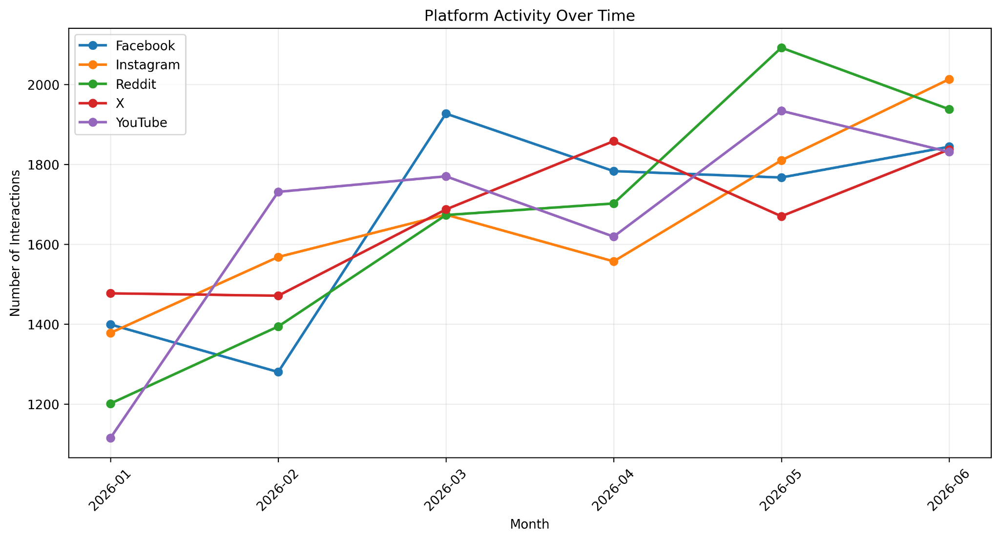 Platform Activity Over Time
Facebook
Instagram
Reddit
X
YouTube
Number of Interactions
2000
1800
1600
1400
1200
2026-01
2026-02
2026-03
2026-04
2026-05
2026-06
Month